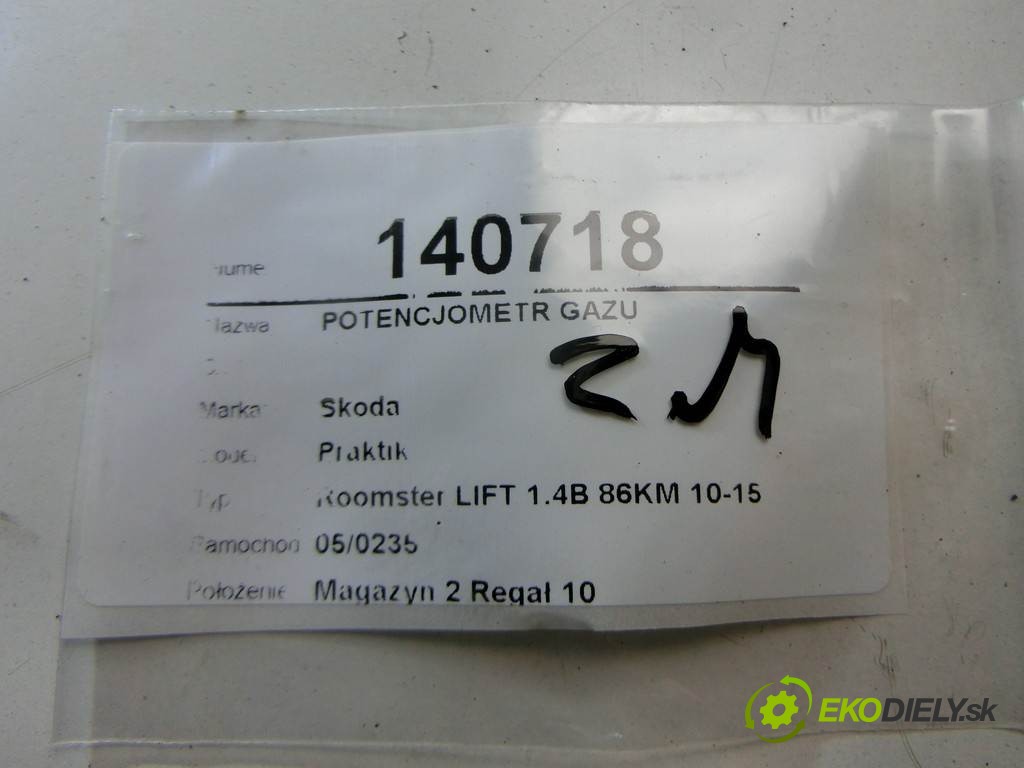 140718
Nazwa POTENCJOMETR GAZU
Marka Skoda
Praktik
Typ Roomster LIFT 1.4B 86KM 10-15
Samochod 05/0235
Położenie Magazyn 2 Regał 10
EKODIELY.sk